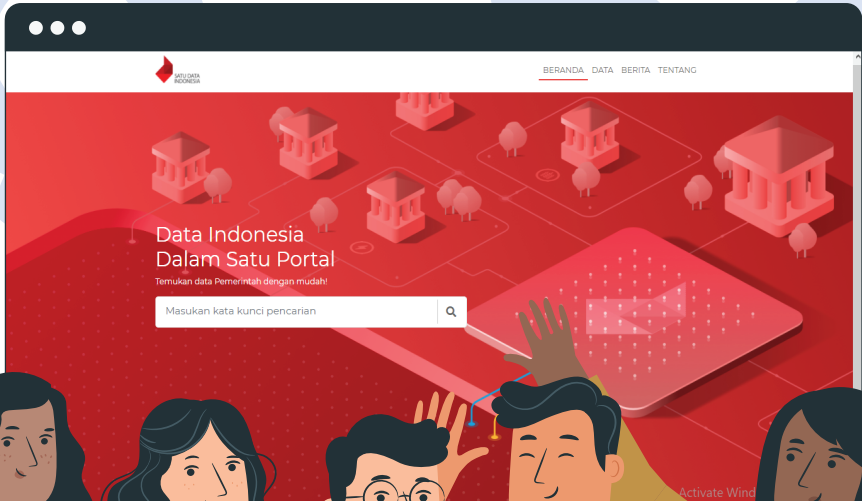 SATU DATA
INDONESIA
BERANDA DATA BERITA TENTANG
Data Indonesia
Dalam Satu Portal
Temukan data Pemerintah dengan mudah!
Masukan kata kunci pencarian
Activate Wind